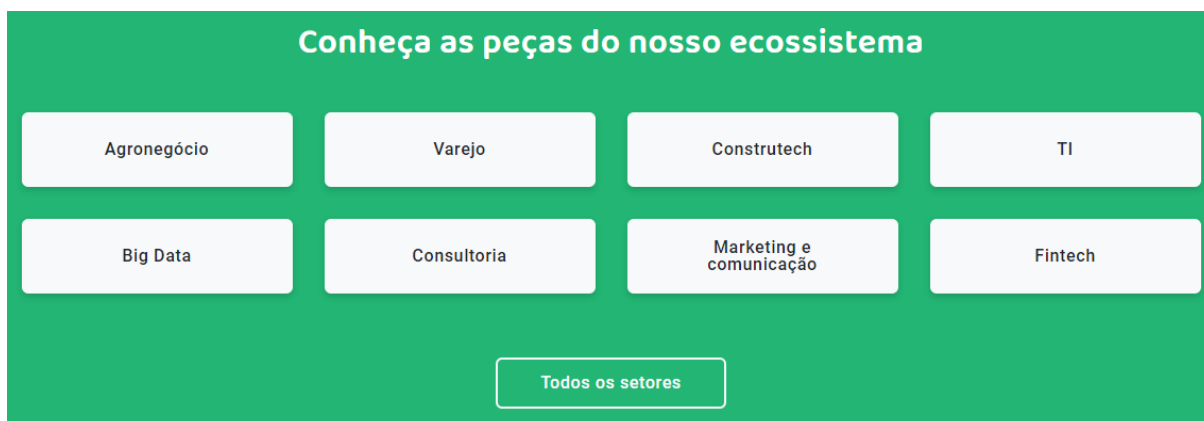 Conheça as peças do nosso ecossistema
Agronegócio
Varejo
Construtech
TI
Big Data
Consultoria
Marketing e
comunicação
Fintech
Todos os setores